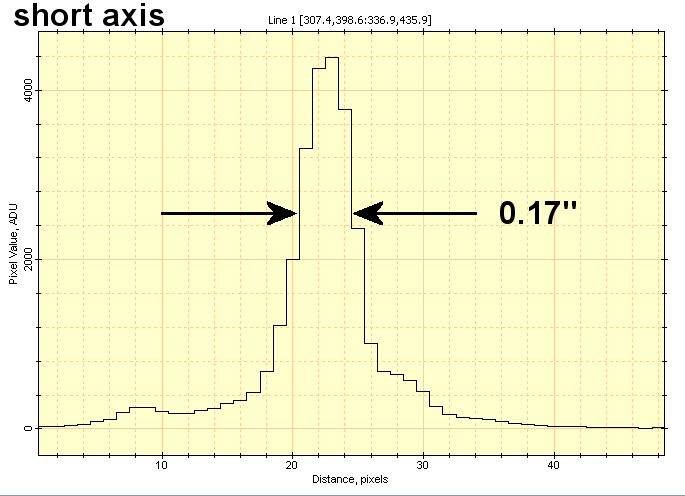 short axis
Line 1 [307.4,398.6:336.9,435.9]
4000
2000
0
Pixel Value, ADU
0.17"
10
20
30
40
Distance, pixels